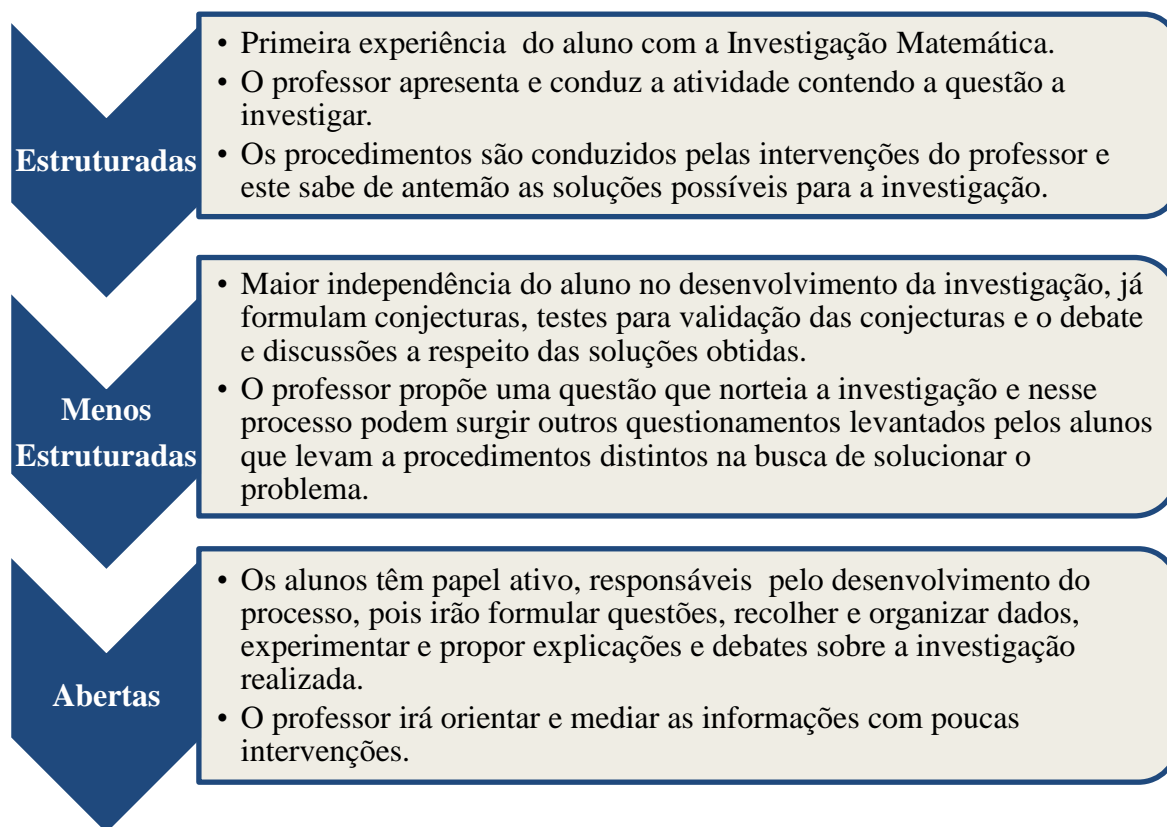 Estruturadas
• Primeira experiência do aluno com a Investigação Matemática.
• O professor apresenta e conduz a atividade contendo a questão a
investigar.
• Os procedimentos são conduzidos pelas intervenções do professor e
este sabe de antemão as soluções possíveis para a investigação.
Menos
Estruturadas
• Maior independência do aluno no desenvolvimento da investigação, já
formulam conjecturas, testes para validação das conjecturas e o debate
e discussões a respeito das soluções obtidas.
• O professor propõe uma questão que norteia a investigação e nesse
processo podem surgir outros questionamentos levantados pelos alunos
que levam a procedimentos distintos na busca de solucionar o
problema.
Abertas
• Os alunos têm papel ativo, responsáveis pelo desenvolvimento do
processo, pois irão formular questões, recolher e organizar dados,
experimentar e propor explicações e debates sobre a investigação
realizada.
• O professor irá orientar e mediar as informações com poucas
intervenções.